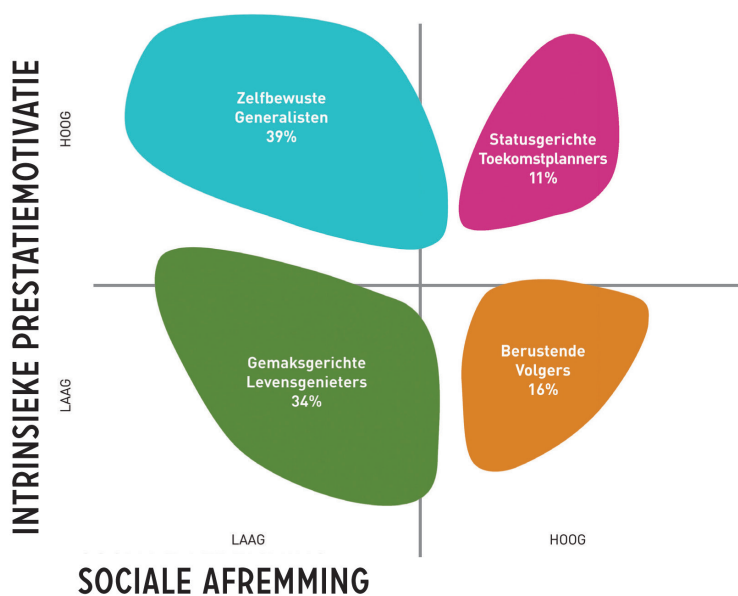 INTRINSIEKE PRESTATIEMOTIVATIE
HOOG
LAAG
Zelfbewuste
Generalisten
39%
Statusgerichte
Toekomstplanners
11%
Gemaksgerichte
Levensgenieters
34%
Berustende
Volgers
16%
LAAG
HOOG
SOCIALE AFREMMING